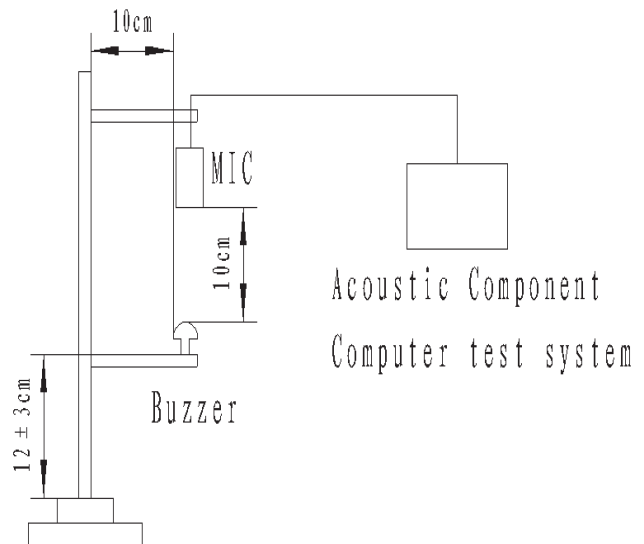 10cm
MIC
10cm
Acoustic Component
Computer test system
Buzzer
12±3cm